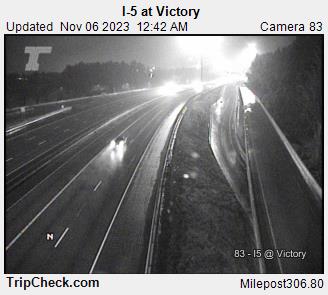 I-5 at Victory
Updated Nov 06 2023 12:42 AM Camera 83
T
N
83 - I5 @ Victory
TripCheck.com Milepost306.80